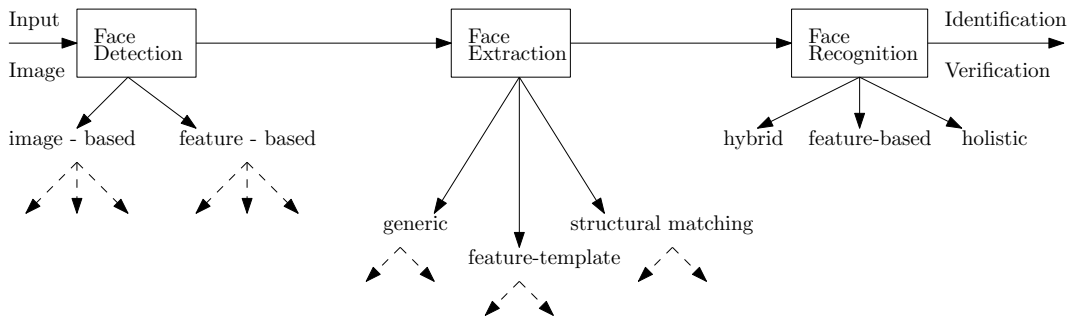 Input
Image
Face
Detection
Face
Extraction
Face
Recognition
Identification
Verification
image - based
feature - based
hybrid
feature-based
holistic
generic
structural matching
feature-template